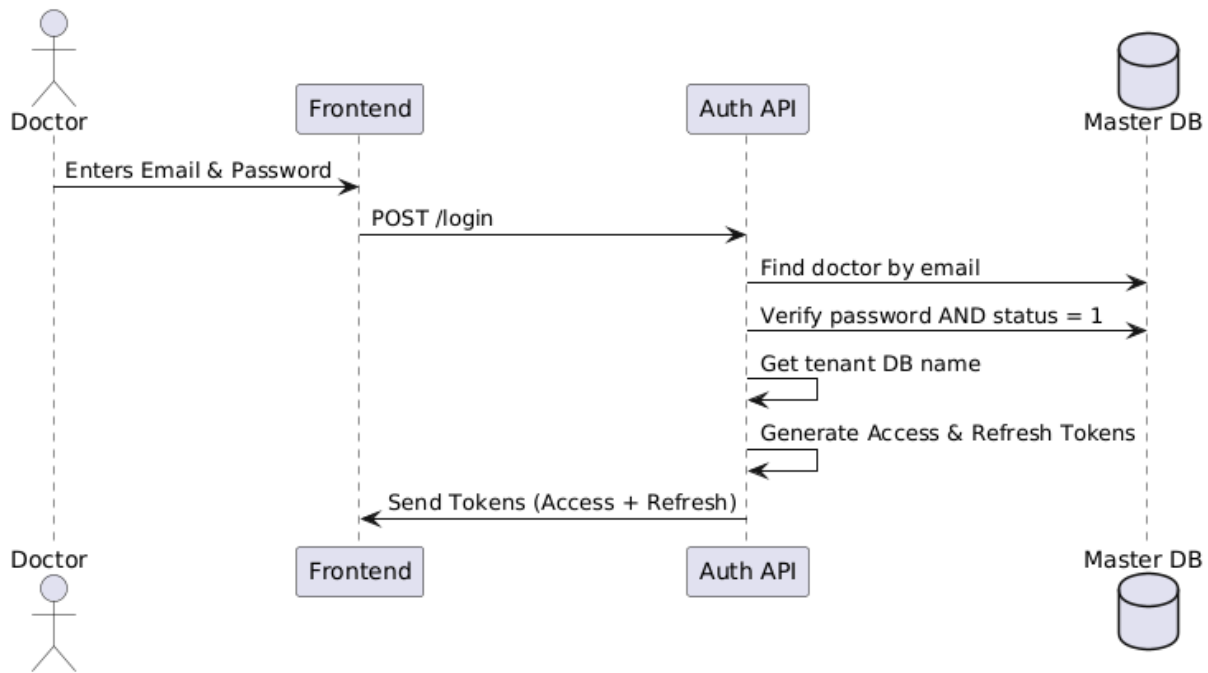 Doctor
Frontend
Auth API
Master DB
Enters Email & Password
POST /login
Find doctor by email
Verify password AND status = 1
Get tenant DB name
Generate Access & Refresh Tokens
Send Tokens (Access + Refresh)
Doctor
Frontend
Auth API
Master DB